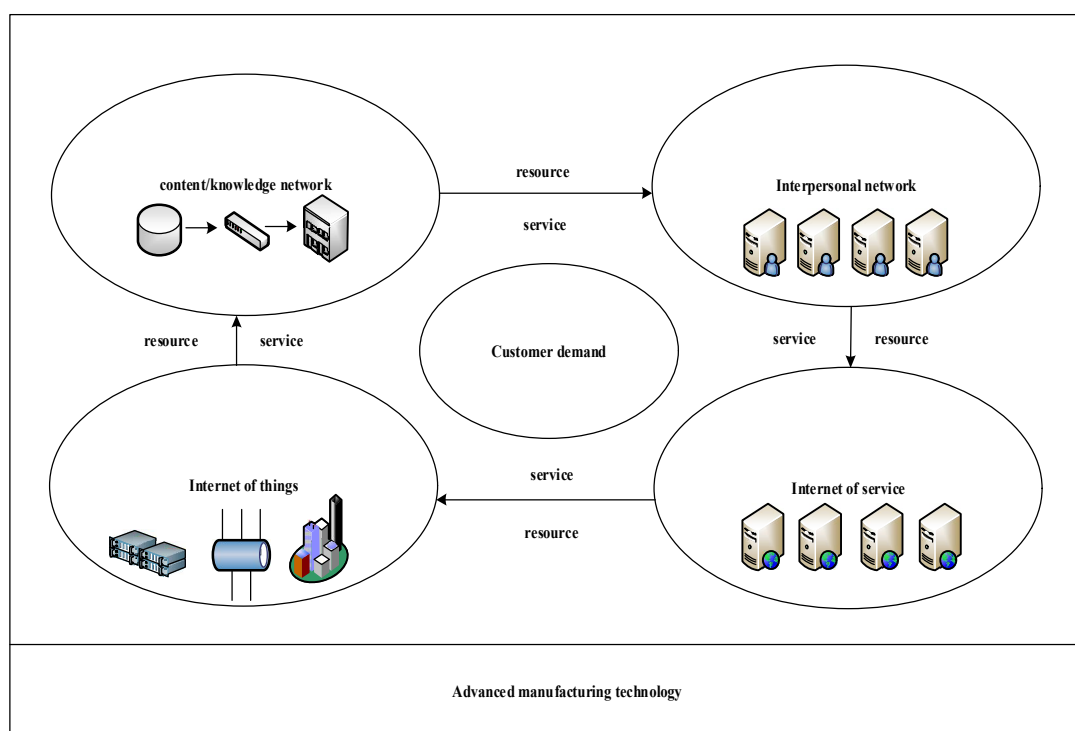 content/knowledge network
resource
service
Interpersonal network
resource
service
service
resource
Customer demand
Internet of things
service
resource
Internet of service
Advanced manufacturing technology